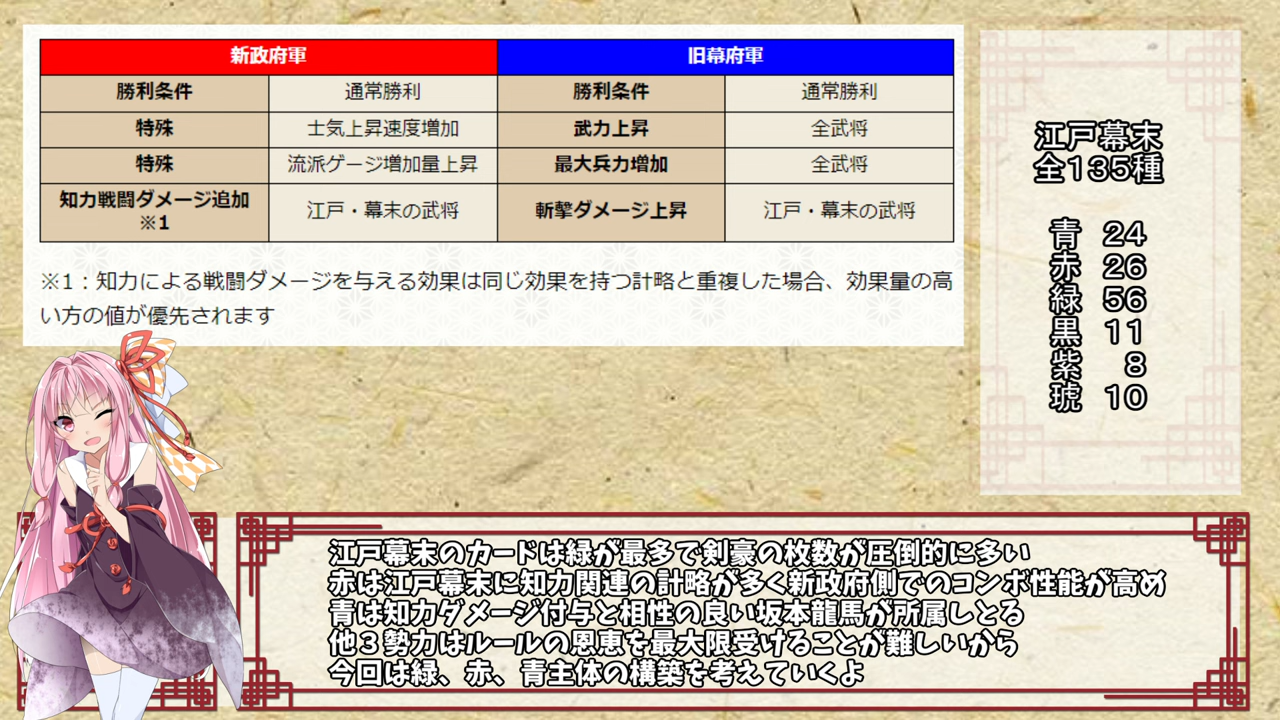 新政府軍 旧幕府軍
勝利条件 通常勝利 勝利条件 通常勝利
特殊 士気上昇速度増加 武力上昇 全武将
特殊 流派ゲージ増加量上昇 最大兵力増加 全武将
知力戦闘ダメージ追加
※1 江戸・幕末の武将 斬撃ダメージ上昇 江戸・幕末の武将
※1：知力による戦闘ダメージを与える効果は同じ効果を持つ計略と重複した場合、効果量の高
い方の値が優先されます
江戸幕末
全135種
青 24
赤 26
緑 56
黒 11
紫 8
琥 10
江戸幕末のカードは緑が最多で剣豪の枚数が圧倒的に多い
赤は江戸幕末に知力関連の計略が多く新政府側でのコンボ性能が高め
青は知力ダメージ付与と相性の良い坂本龍馬が所属しとる
他３勢力はルールの恩恵を最大限受けることが難しいから
今回は緑、赤、青主体の構築を考えていくよ